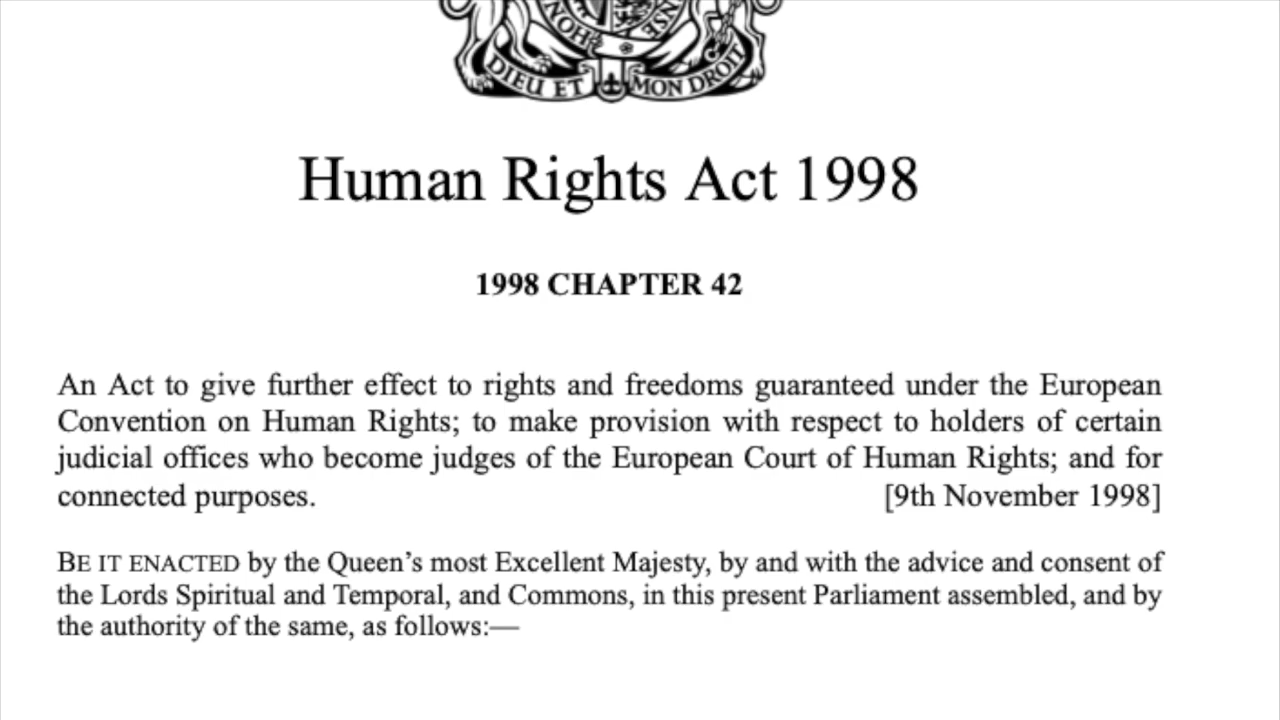 HON SE
DIEU ET MON DROIT
Human Rights Act 1998
1998 CHAPTER 42
An Act to give further effect to rights and freedoms guaranteed under the European
Convention on Human Rights; to make provision with respect to holders of certain
judicial offices who become judges of the European Court of Human Rights; and for
connected purposes. [9th November 1998]
BE IT ENACTED by the Queen’s most Excellent Majesty, by and with the advice and consent of
the Lords Spiritual and Temporal, and Commons, in this present Parliament assembled, and by
the authority of the same, as follows:—